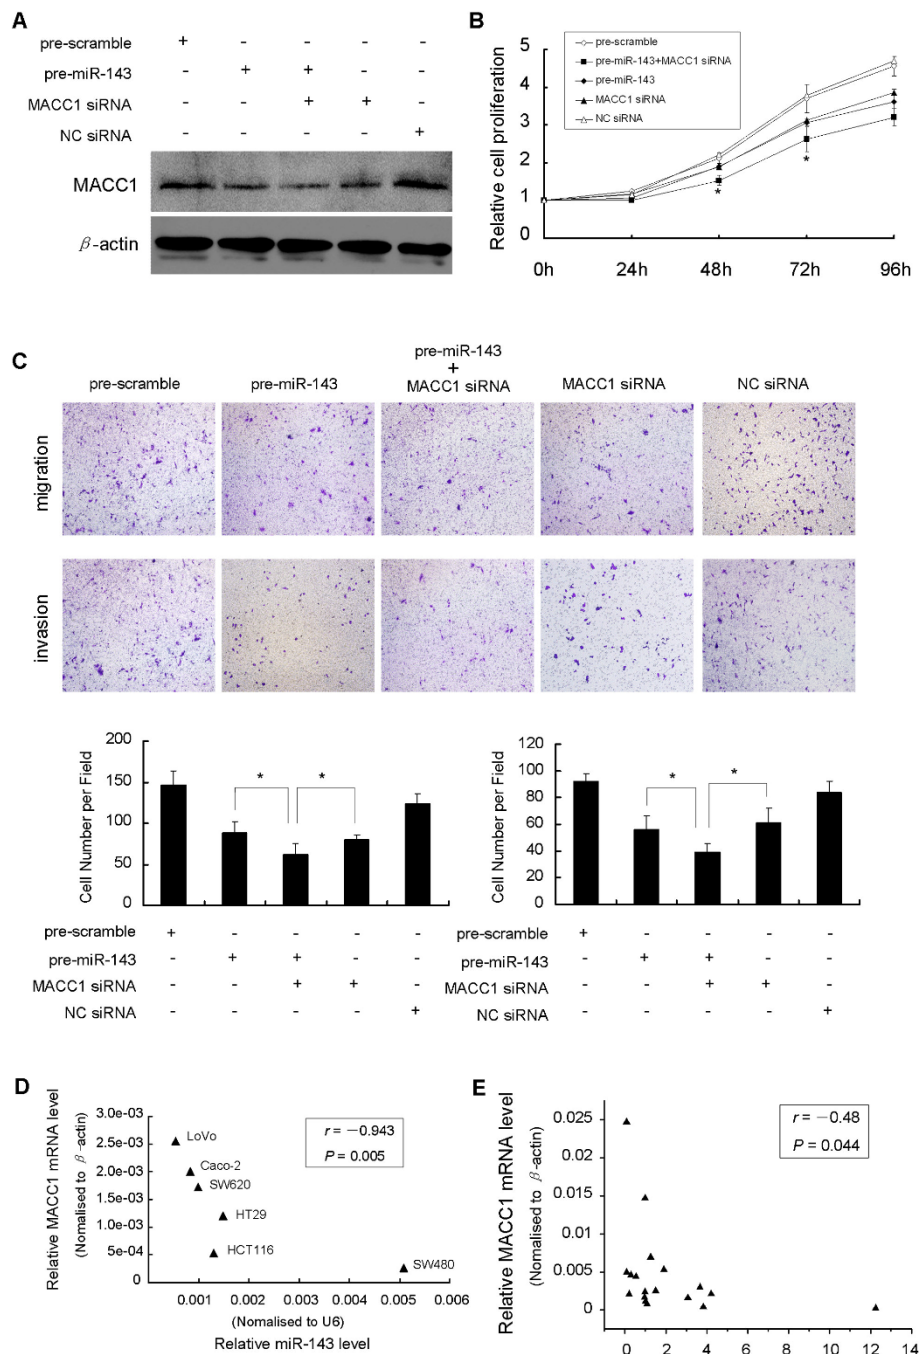 A
pre-scramble + - - - -
pre-miR-143 - + + - -
MACC1 siRNA - - + + -
NC siRNA - - - - +
MACC1
β-actin
B
Relative cell proliferation
5
4
3
2
1
0
pre-scramble
pre-miR-143+MACC1 siRNA
pre-miR-143
MACC1 siRNA
NC siRNA
* *
0h 24h 48h 72h 96h
C
pre-scramble
pre-miR-143
pre-miR-143
+
MACC1 siRNA
MACC1 siRNA
NC siRNA
migration
invasion
Cell Number per Field
200
150
100
50
0
* *
pre-scramble + - - - -
pre-miR-143 - + + - -
MACC1 siRNA - - + + -
NC siRNA - - - - +
Cell Number per Field
120
100
80
60
40
20
0
* *
pre-scramble + - - - -
pre-miR-143 - + + - -
MACC1 siRNA - - + + -
NC siRNA - - - - +
D
Relative MACC1 mRNA level
(Nomalised to β-actin)
3.0e-03
2.5e-03
2.0e-03
1.5e-03
1.0e-03
5e-04
LoVo
Caco-2
SW620
HT29
HCT116
SW480
r = −0.943
P = 0.005
0.001 0.002 0.003 0.004 0.005 0.006
(Nomalised to U6)
Relative miR-143 level
E
Relative MACC1 mRNA level
(Nomalised to β-actin)
0.025
0.015
0.005
0
r = −0.48
P = 0.044
0 2 4 6 8 10 12 14